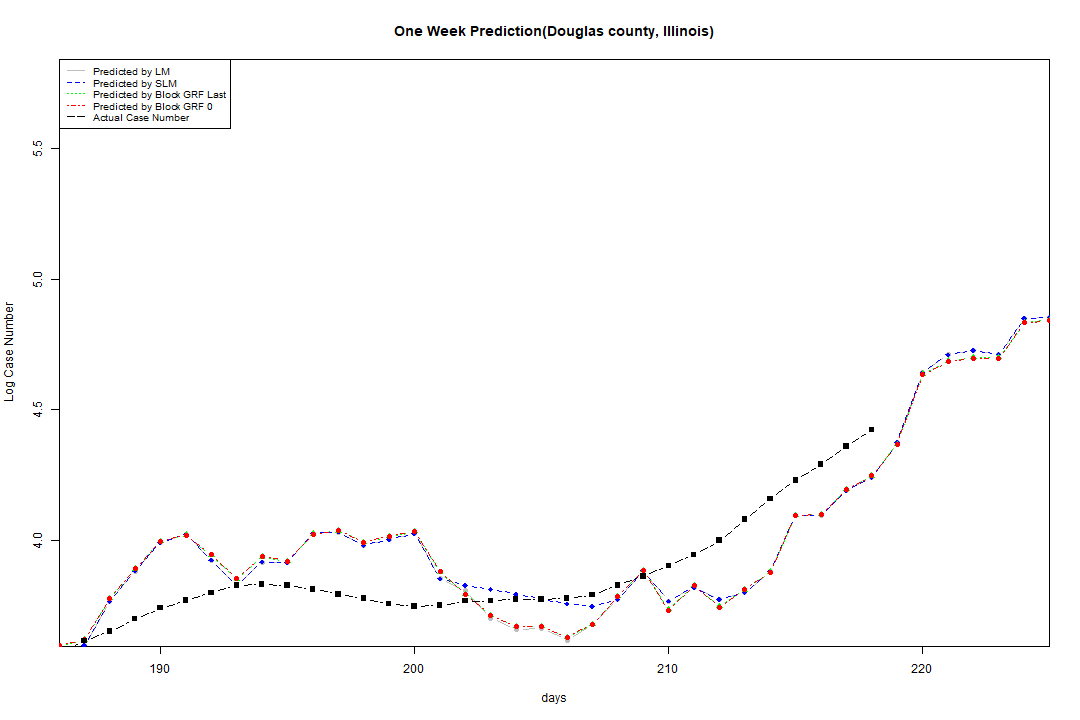 One Week Prediction(Douglas county, Illinois)
Predicted by LM
Predicted by SLM
Predicted by Block GRF Last
Predicted by Block GRF 0
Actual Case Number
5.5
5.0
4.5
4.0
Log Case Number
190 200 210 220
days